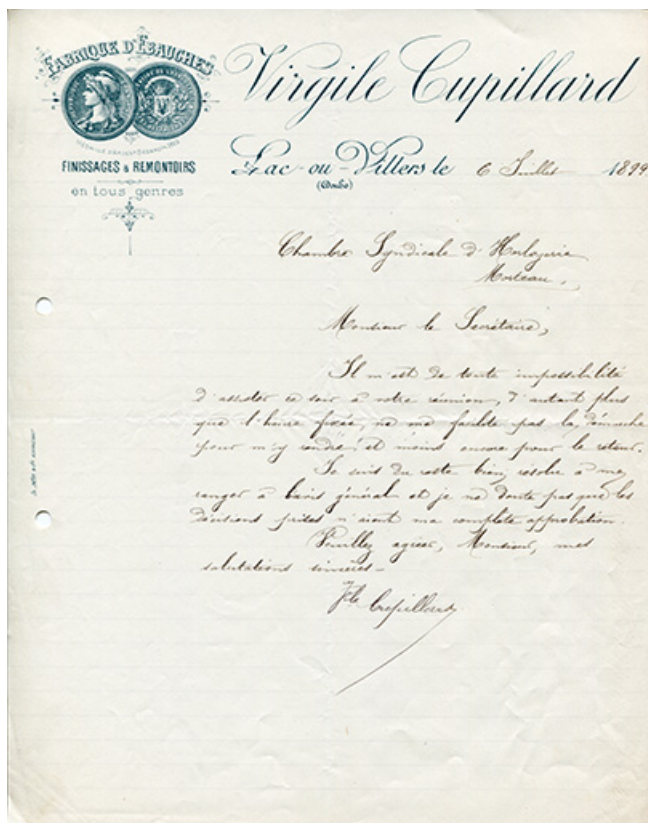 FABRIQUE D'ÉBAUCHES
FINISSAGES & REMONTOIRS
en tous genres
Virgile Cupillard
Lac-ou-Villers le 6 Juillet 1899
(Doubs)
Chambre Syndicale d'Horlogerie
Morteau.
Monsieur le Secrétaire,
Il m'est de toute impossibilité
d'assister ce soir à votre réunion, d'autant plus
que l'heure fixée, ne me facilite pas la démarche
pour m'y rendre et moins encore pour le retour.
Je suis du reste bien résolu à me
ranger à l'avis général et je ne doute pas que les
décisions prises n'aient ma complète approbation.
Veuillez agréer, Monsieur, mes
salutations sincères -
Cupillard